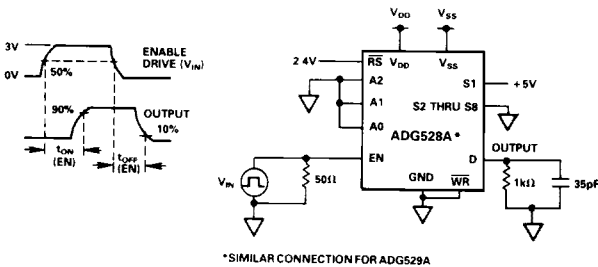 3V
0V
50%
ENABLE
DRIVE (VIN)
90%
OUTPUT
10%
tON
(EN)
tOFF
(EN)
VDD
VSS
2 4V
RS
VDD
VSS
A2
A1
A0
S1
+5V
S2 THRU S8
ADG528A*
EN
D
OUTPUT
VIN
50Ω
GND
WR
1kΩ
35pF
*SIMILAR CONNECTION FOR ADG529A